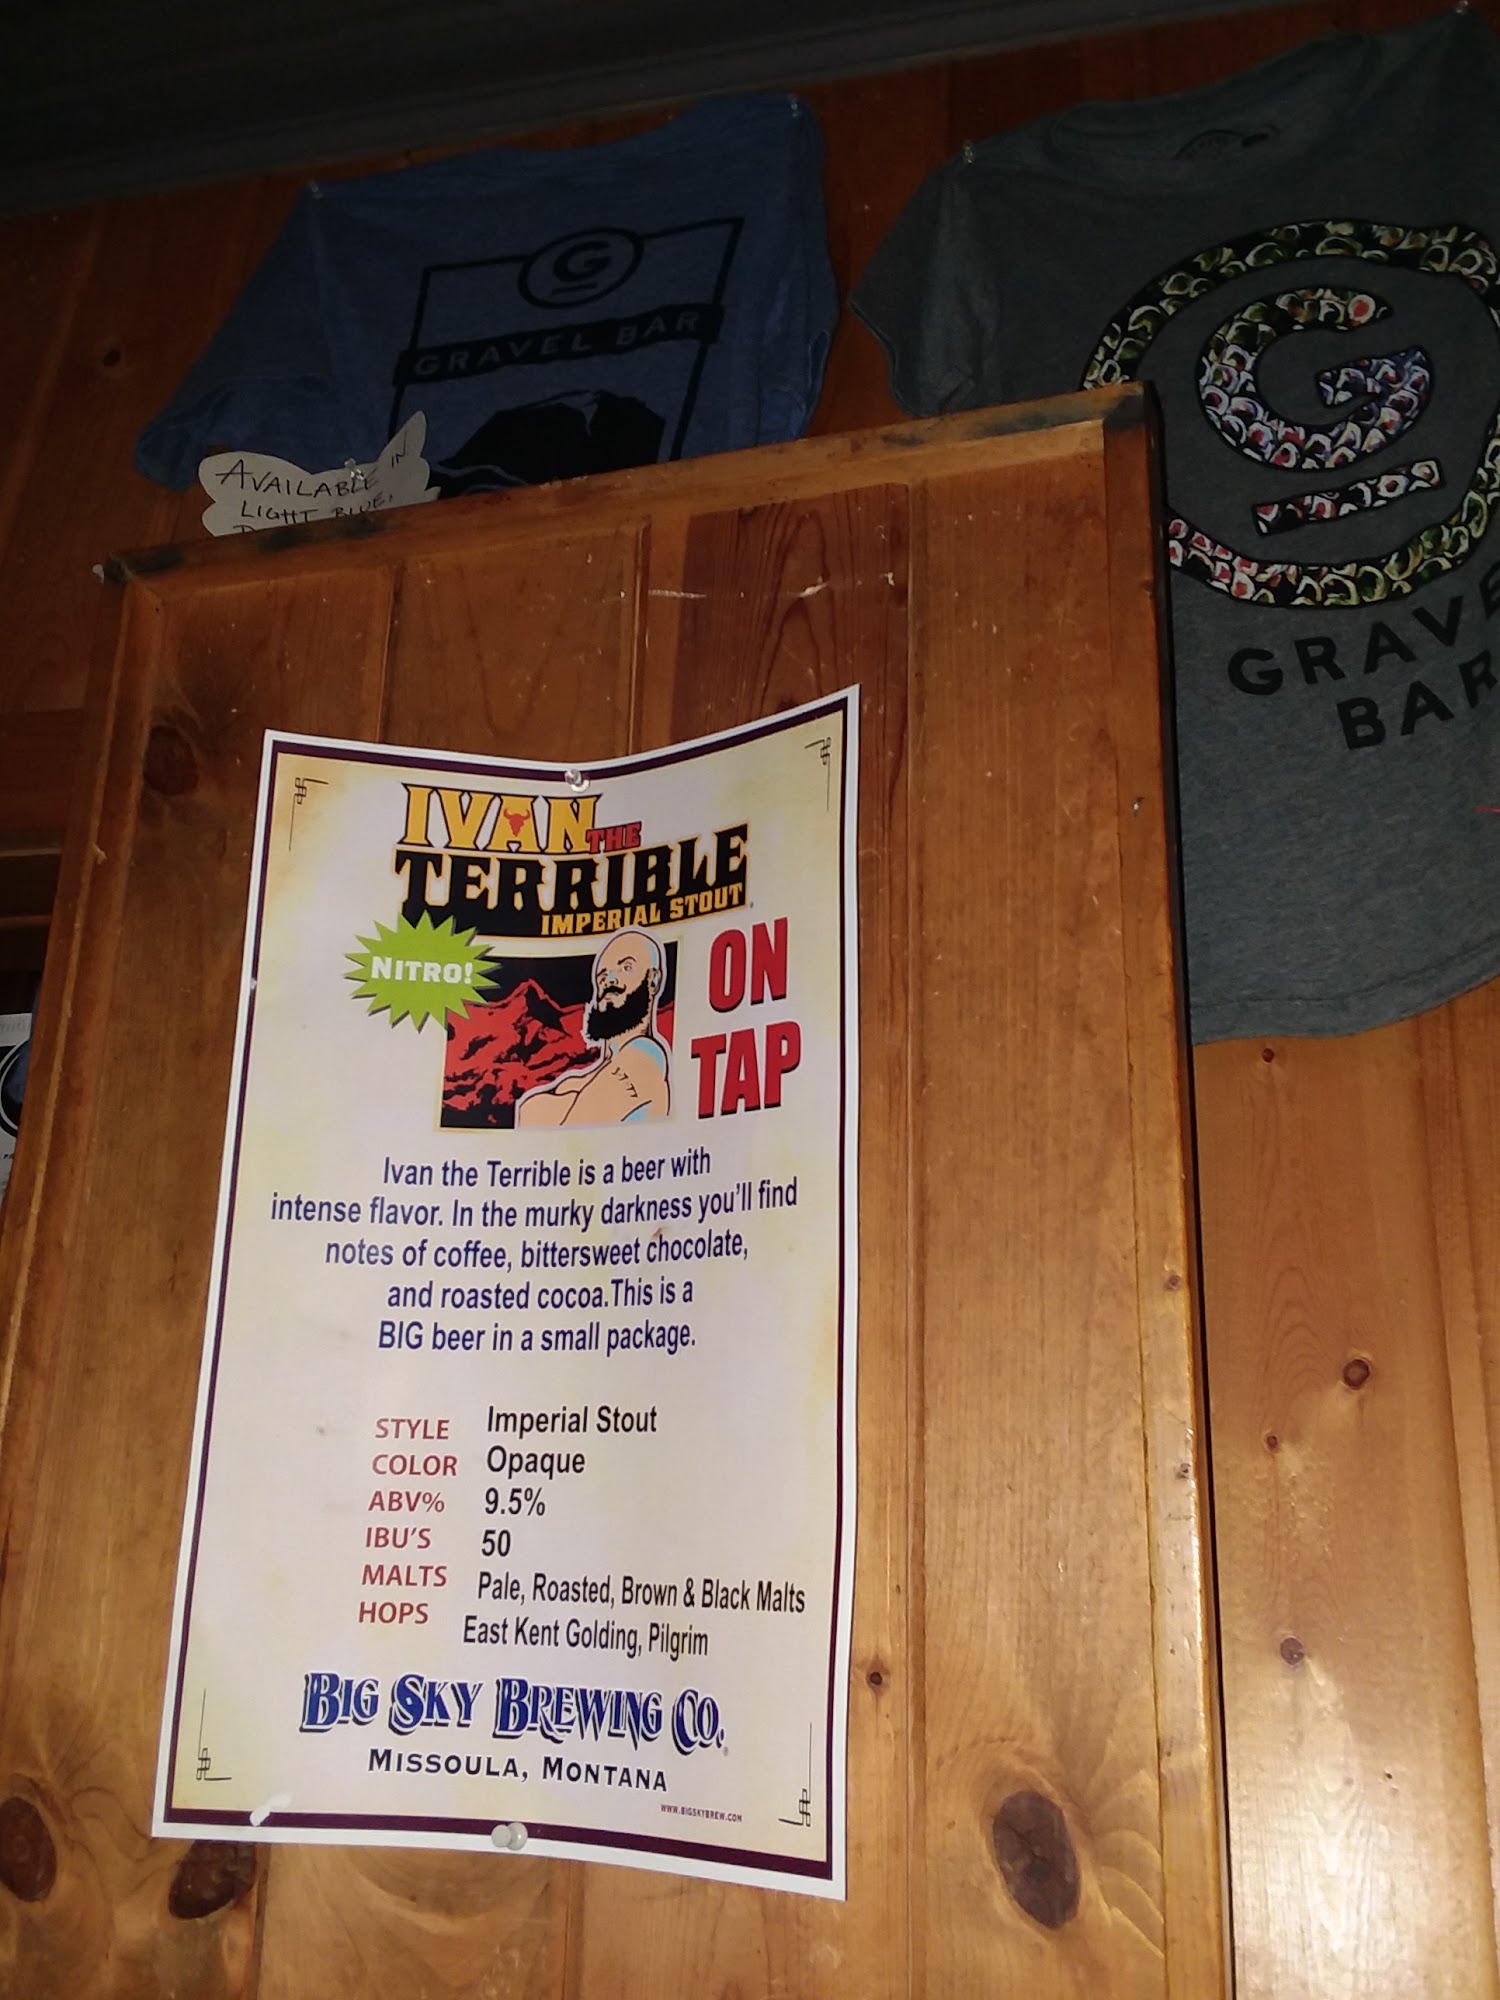 G
GRAVEL BAR
AVAILABLE IN
LIGHT BLUE,
G
GRAVE
BAR
IVAN THE
TERRIBLE
IMPERIAL STOUT
NITRO!
ON
TAP
Ivan the Terrible is a beer with
intense flavor. In the murky darkness you'll find
notes of coffee, bittersweet chocolate,
and roasted cocoa.This is a
BIG beer in a small package.
STYLE Imperial Stout
COLOR Opaque
ABV% 9.5%
IBU'S 50
MALTS Pale, Roasted, Brown & Black Malts
HOPS East Kent Golding, Pilgrim
BIG SKY BREWING CO.
MISSOULA, MONTANA
WWW.BIGSKYBREW.COM